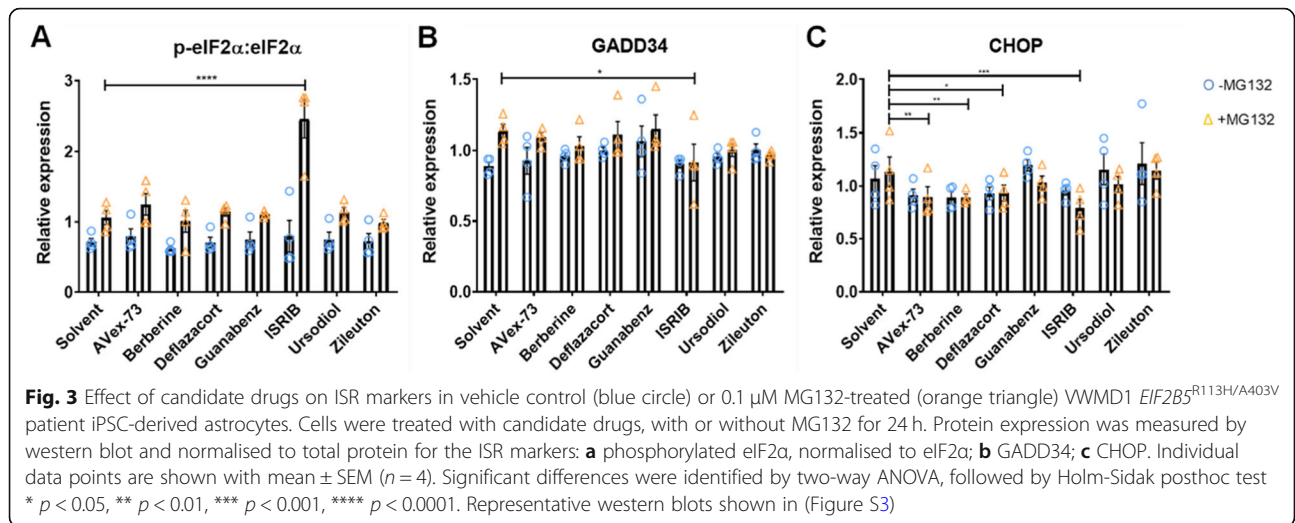 A
p-eIF2α:eIF2α
Relative expression
3
2
1
0
****
Solvent
AVex-73
Berberine
Deflazacort
Guanabenz
ISRIB
Ursodiol
Zileuton
B
GADD34
Relative expression
1.5
1.0
0.5
0.0
*
Solvent
AVex-73
Berberine
Deflazacort
Guanabenz
ISRIB
Ursodiol
Zileuton
C
CHOP
Relative expression
2.0
1.5
1.0
0.5
0.0
***
*
**
**
Solvent
AVex-73
Berberine
Deflazacort
Guanabenz
ISRIB
Ursodiol
Zileuton
-MG132
+MG132
Fig. 3 Effect of candidate drugs on ISR markers in vehicle control (blue circle) or 0.1 μM MG132-treated (orange triangle) VWMD1 EIF2B5R113H/A403V
patient iPSC-derived astrocytes. Cells were treated with candidate drugs, with or without MG132 for 24 h. Protein expression was measured by
western blot and normalised to total protein for the ISR markers: a phosphorylated eIF2α, normalised to eIF2α; b GADD34; c CHOP. Individual
data points are shown with mean ± SEM (n = 4). Significant differences were identified by two-way ANOVA, followed by Holm-Sidak posthoc test
* p < 0.05, ** p < 0.01, *** p < 0.001, **** p < 0.0001. Representative western blots shown in (Figure S3)